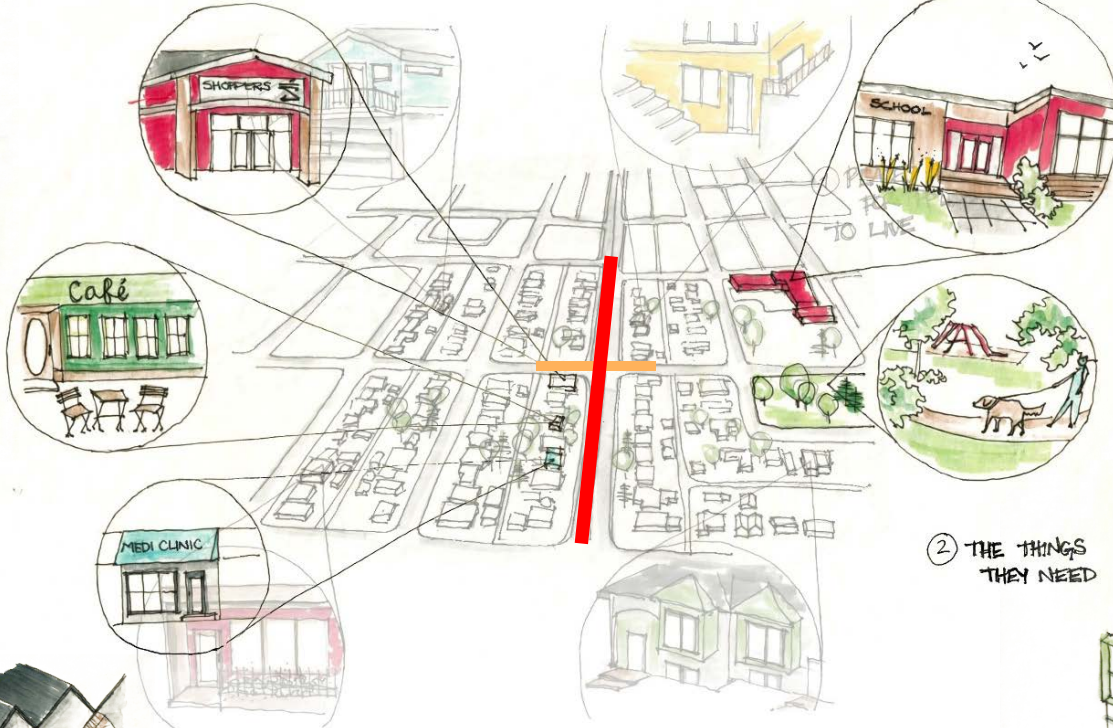 SHOPPERS
SCHOOL
TO LIVE
Café
MEDI CLINIC
② THE THINGS
THEY NEED